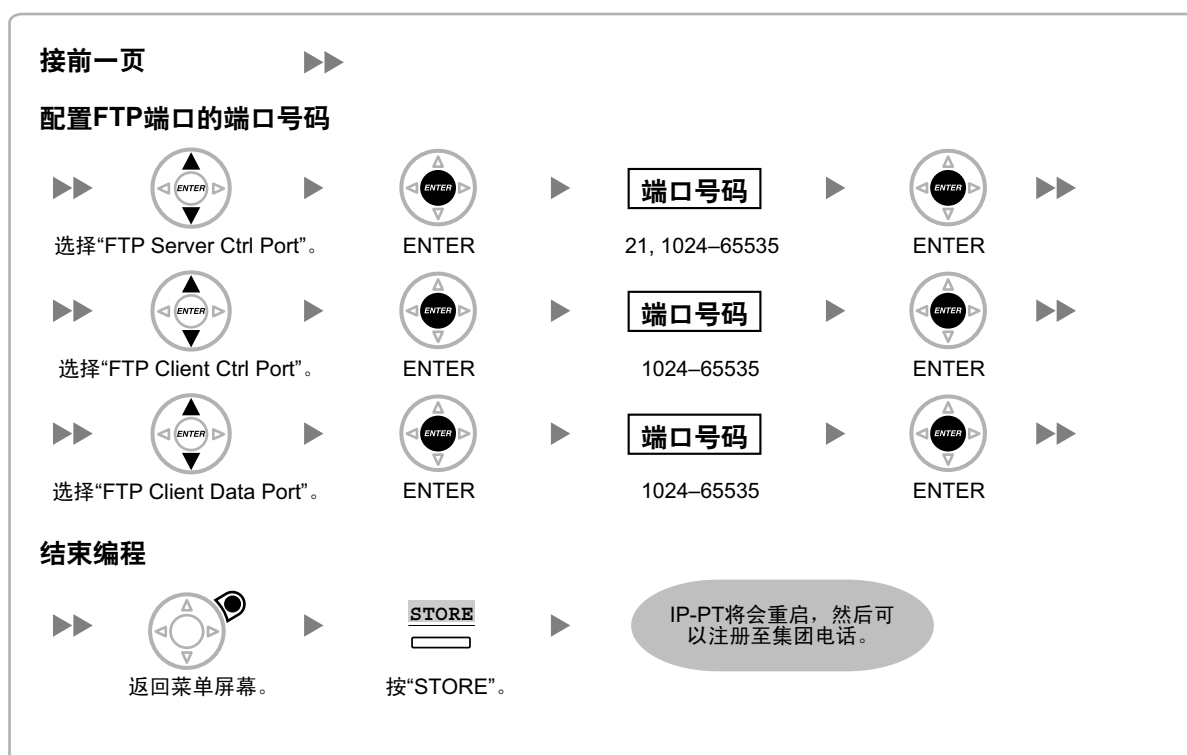 接前一页
配置FTP端口的端口号码
ENTER ENTER 端口号码 ENTER
选择“FTP Server Ctrl Port”。 ENTER 21, 1024–65535 ENTER
ENTER ENTER 端口号码 ENTER
选择“FTP Client Ctrl Port”。 ENTER 1024–65535 ENTER
ENTER ENTER 端口号码 ENTER
选择“FTP Client Data Port”。 ENTER 1024–65535 ENTER
结束编程
STORE
IP-PT将会重启，然后可
以注册至集团电话。
返回菜单屏幕。 按“STORE”。